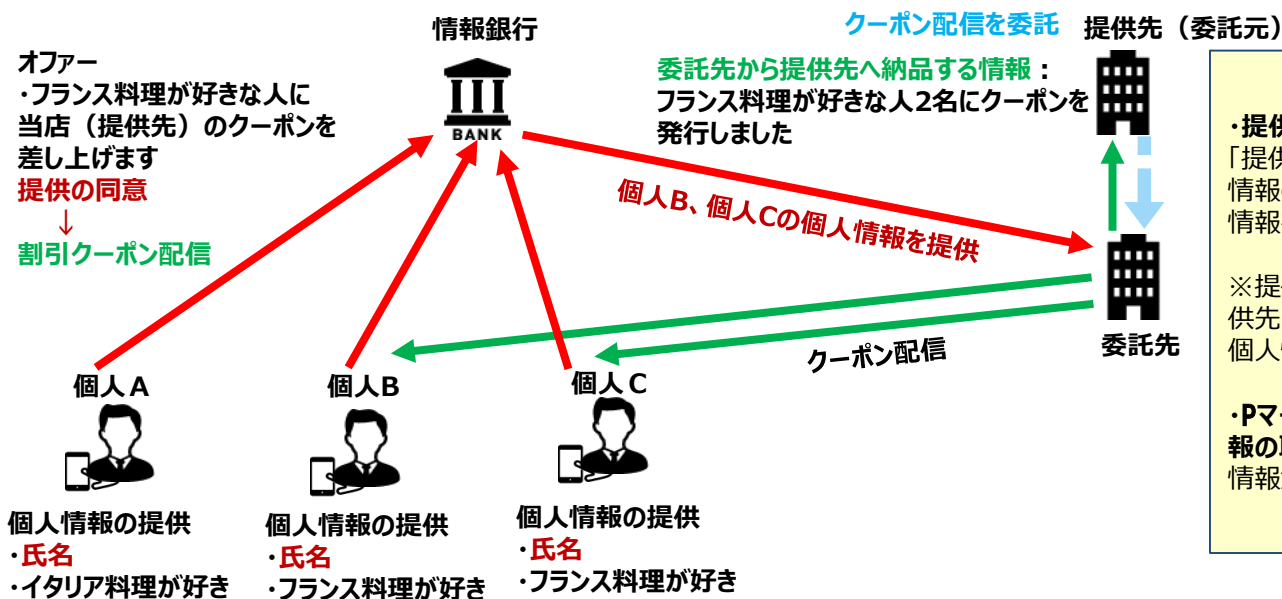 情報銀行
クーポン配信を委託
提供先（委託元）
オファー
・フランス料理が好きな人に
当店（提供先）のクーポンを
差し上げます
提供の同意
↓
割引クーポン配信
BANK
委託先から提供先へ納品する情報：
フランス料理が好きな人2名にクーポンを
発行しました
個人B、個人Cの個人情報を提供
委託先
クーポン配信
個人A
個人B
個人C
個人情報の提供
・氏名
・イタリア料理が好き
個人情報の提供
・氏名
・フランス料理が好き
個人情報の提供
・氏名
・フランス料理が好き
・提供
「提供
情報
情報
※提
供先
個人
・Pマ
報の
情報